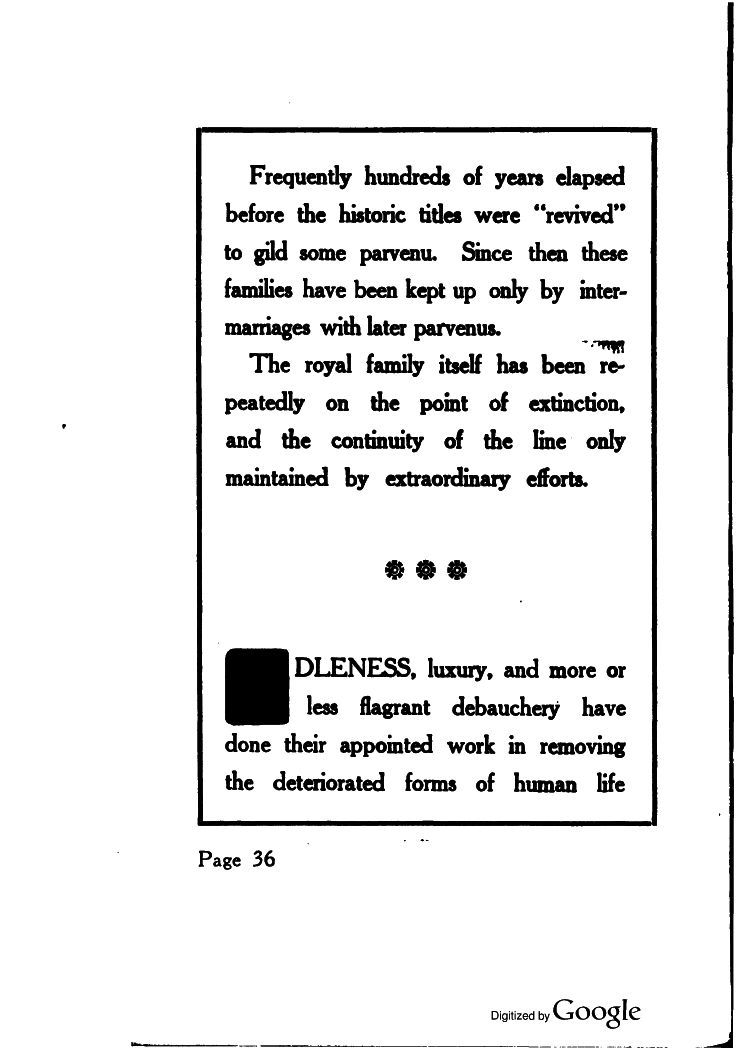 Frequently hundreds of years elapsed
before the historic titles were “revived”
to gild some parvenu. Since then these
families have been kept up only by inter-
marriages with later parvenus.
The royal family itself has been re-
peatedly on the point of extinction,
and the continuity of the line only
maintained by extraordinary efforts.
DLENESS, luxury, and more or
less flagrant debauchery have
done their appointed work in removing
the deteriorated forms of human life
Page 36
Digitized by Google